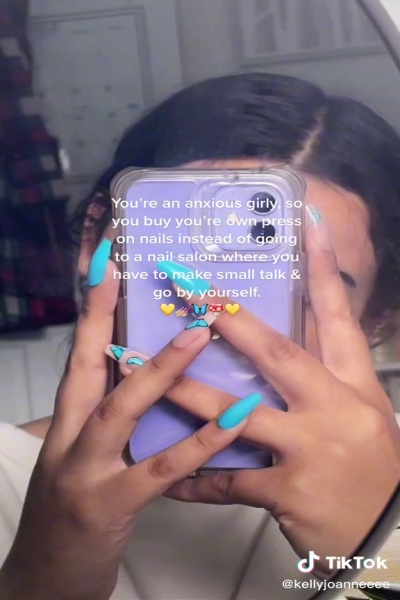 You're an anxious girly, so
you buy you're own press
on nails instead of going
to a nail salon where you
have to make small talk &
go by yourself.
💛💅🦋🍄💛
TikTok
@kellyjoanneeee